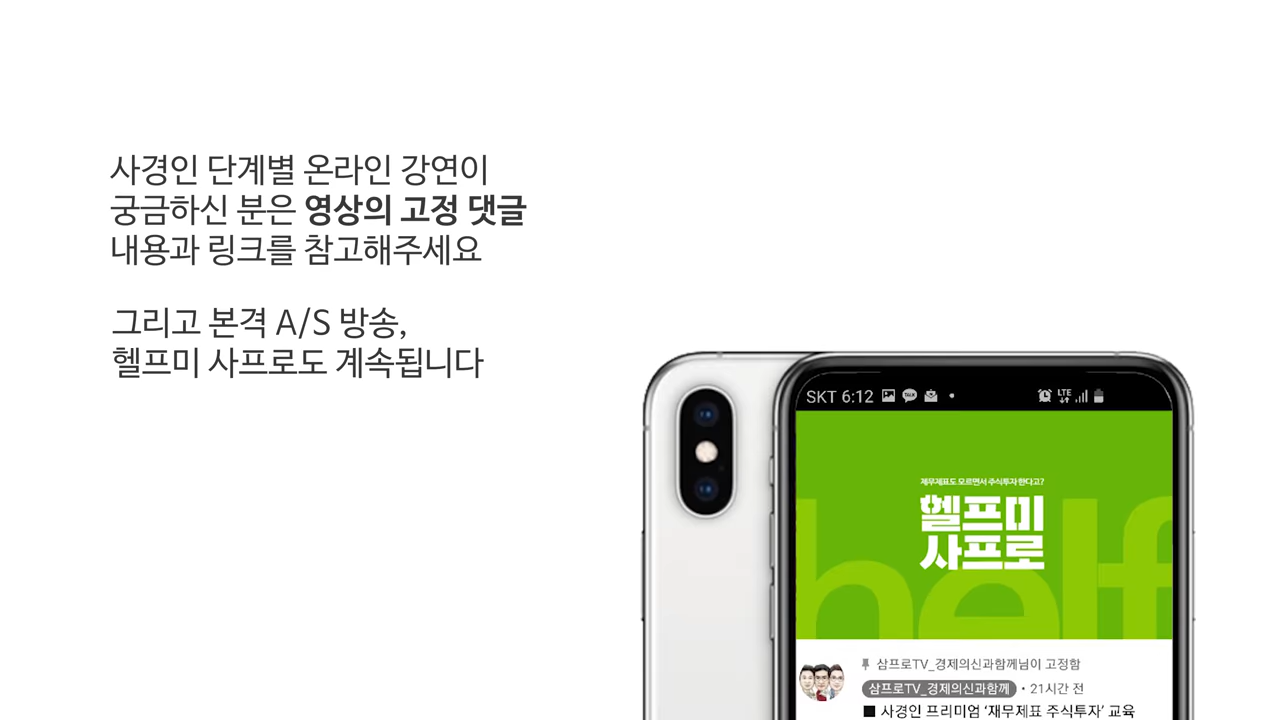 사경인 단계별 온라인 강연이
궁금하신 분은 영상의 고정 댓글
내용과 링크를 참고해주세요
그리고 본격 A/S 방송,
헬프미 사프로도 계속됩니다
SKT 6:12
TALK
LTE
재무제표도 모르면서 주식투자 한다고?
헬프미
사프로
helf
삼프로TV_경제의신과함께님이 고정함
삼프로TV_경제의신과함께 • 21시간 전
■ 사경인 프리미엄 ‘재무제표 주식투자’ 교육